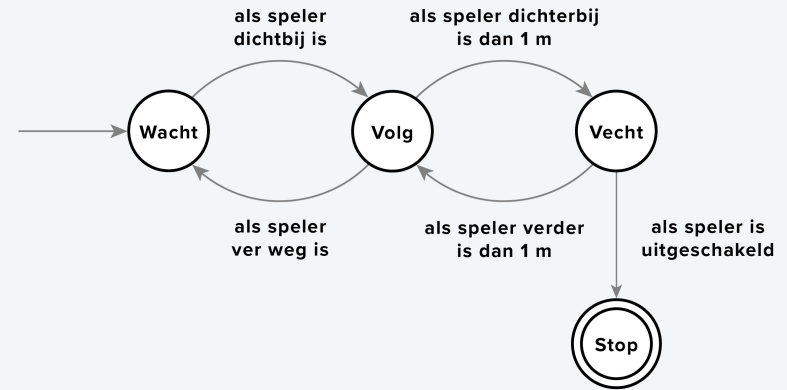 als speler
dichtbij is
als speler dichterbij
is dan 1 m
Wacht
Volg
Vecht
als speler
ver weg is
als speler verder
is dan 1 m
als speler is
uitgeschakeld
Stop